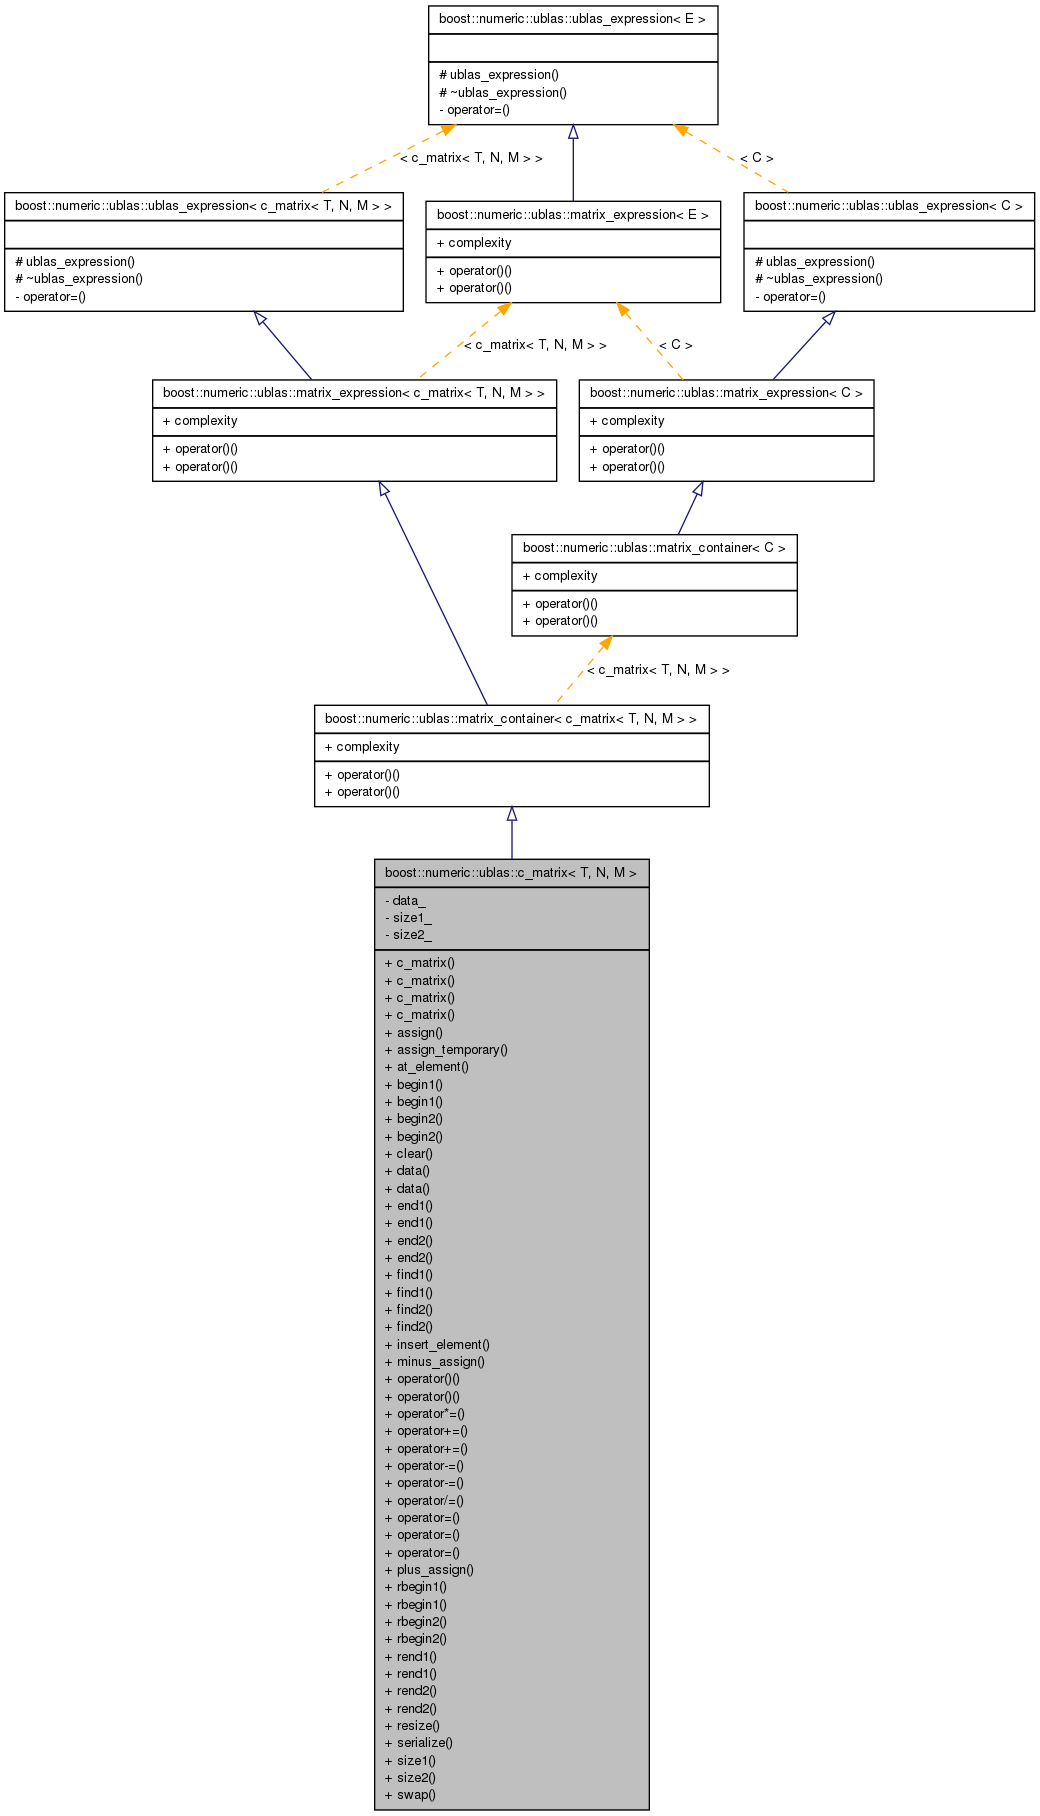 boost::numeric::ublas::ublas_expression< E >
# ublas_expression()
# ~ublas_expression()
- operator=()
< c_matrix< T, N, M > >
< C >
boost::numeric::ublas::ublas_expression< c_matrix< T, N, M > >
# ublas_expression()
# ~ublas_expression()
- operator=()
boost::numeric::ublas::matrix_expression< E >
+ complexity
+ operator()()
+ operator()()
boost::numeric::ublas::ublas_expression< C >
# ublas_expression()
# ~ublas_expression()
- operator=()
< c_matrix< T, N, M > >
< C >
boost::numeric::ublas::matrix_expression< c_matrix< T, N, M > >
+ complexity
+ operator()()
+ operator()()
boost::numeric::ublas::matrix_expression< C >
+ complexity
+ operator()()
+ operator()()
boost::numeric::ublas::matrix_container< C >
+ complexity
+ operator()()
+ operator()()
< c_matrix< T, N, M > >
boost::numeric::ublas::matrix_container< c_matrix< T, N, M > >
+ complexity
+ operator()()
+ operator()()
boost::numeric::ublas::c_matrix< T, N, M >
- data_
- size1_
- size2_
+ c_matrix()
+ c_matrix()
+ c_matrix()
+ c_matrix()
+ assign()
+ assign_temporary()
+ at_element()
+ begin1()
+ begin1()
+ begin2()
+ begin2()
+ clear()
+ data()
+ data()
+ end1()
+ end1()
+ end2()
+ end2()
+ find1()
+ find1()
+ find2()
+ find2()
+ insert_element()
+ minus_assign()
+ operator()()
+ operator()()
+ operator*=()
+ operator+=()
+ operator+=()
+ operator-=()
+ operator-=()
+ operator/=()
+ operator=()
+ operator=()
+ operator=()
+ plus_assign()
+ rbegin1()
+ rbegin1()
+ rbegin2()
+ rbegin2()
+ rend1()
+ rend1()
+ rend2()
+ rend2()
+ resize()
+ serialize()
+ size1()
+ size2()
+ swap()